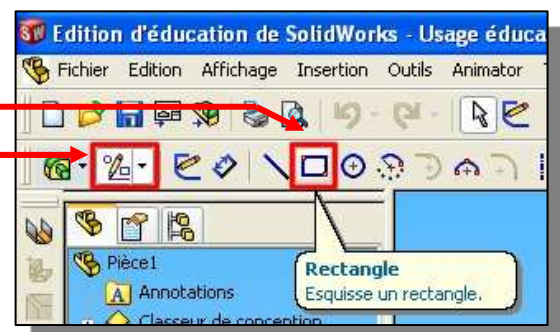 Edition d'éducation de SolidWorks - Usage éduca
Fichier Edition Affichage Insertion Outils Animator
Pièce1
A Annotations
Classeur de conception
Rectangle
Esquisse un rectangle.